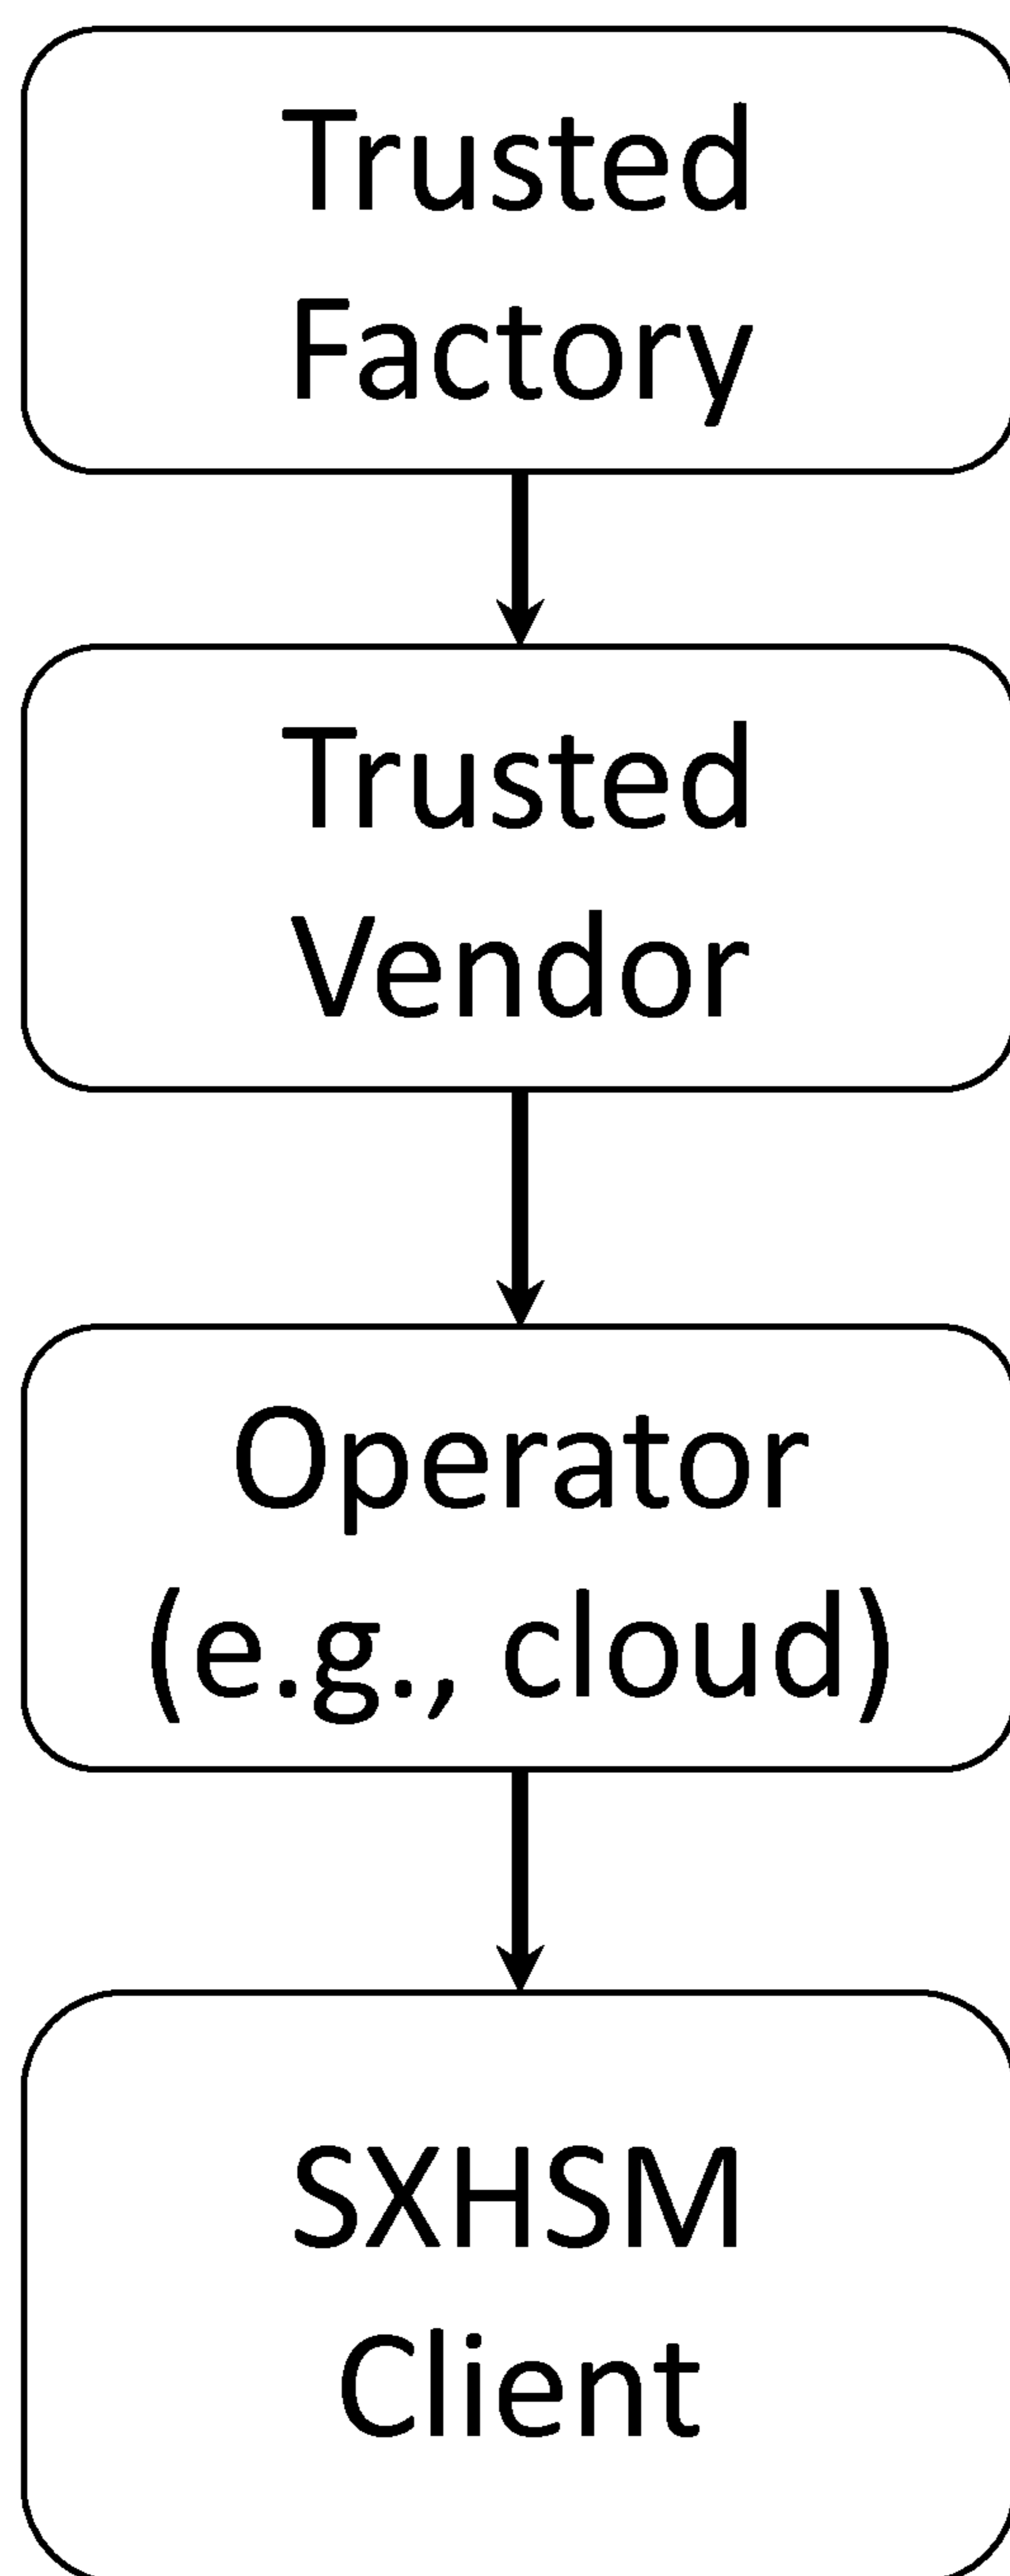 Trusted
Factory
Trusted
Vendor
Operator
(e.g., cloud)
SXHSM
Client